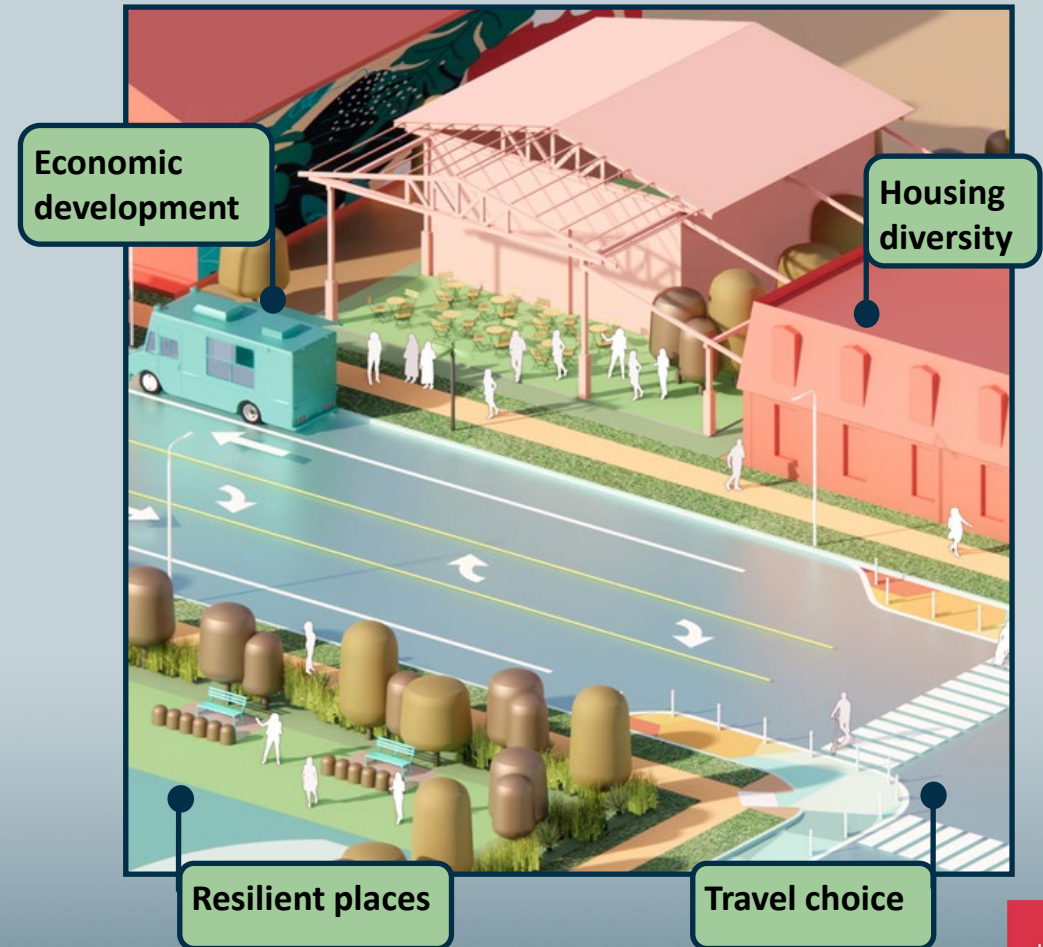 Economic
development
Housing
diversity
Resilient places
Travel choice